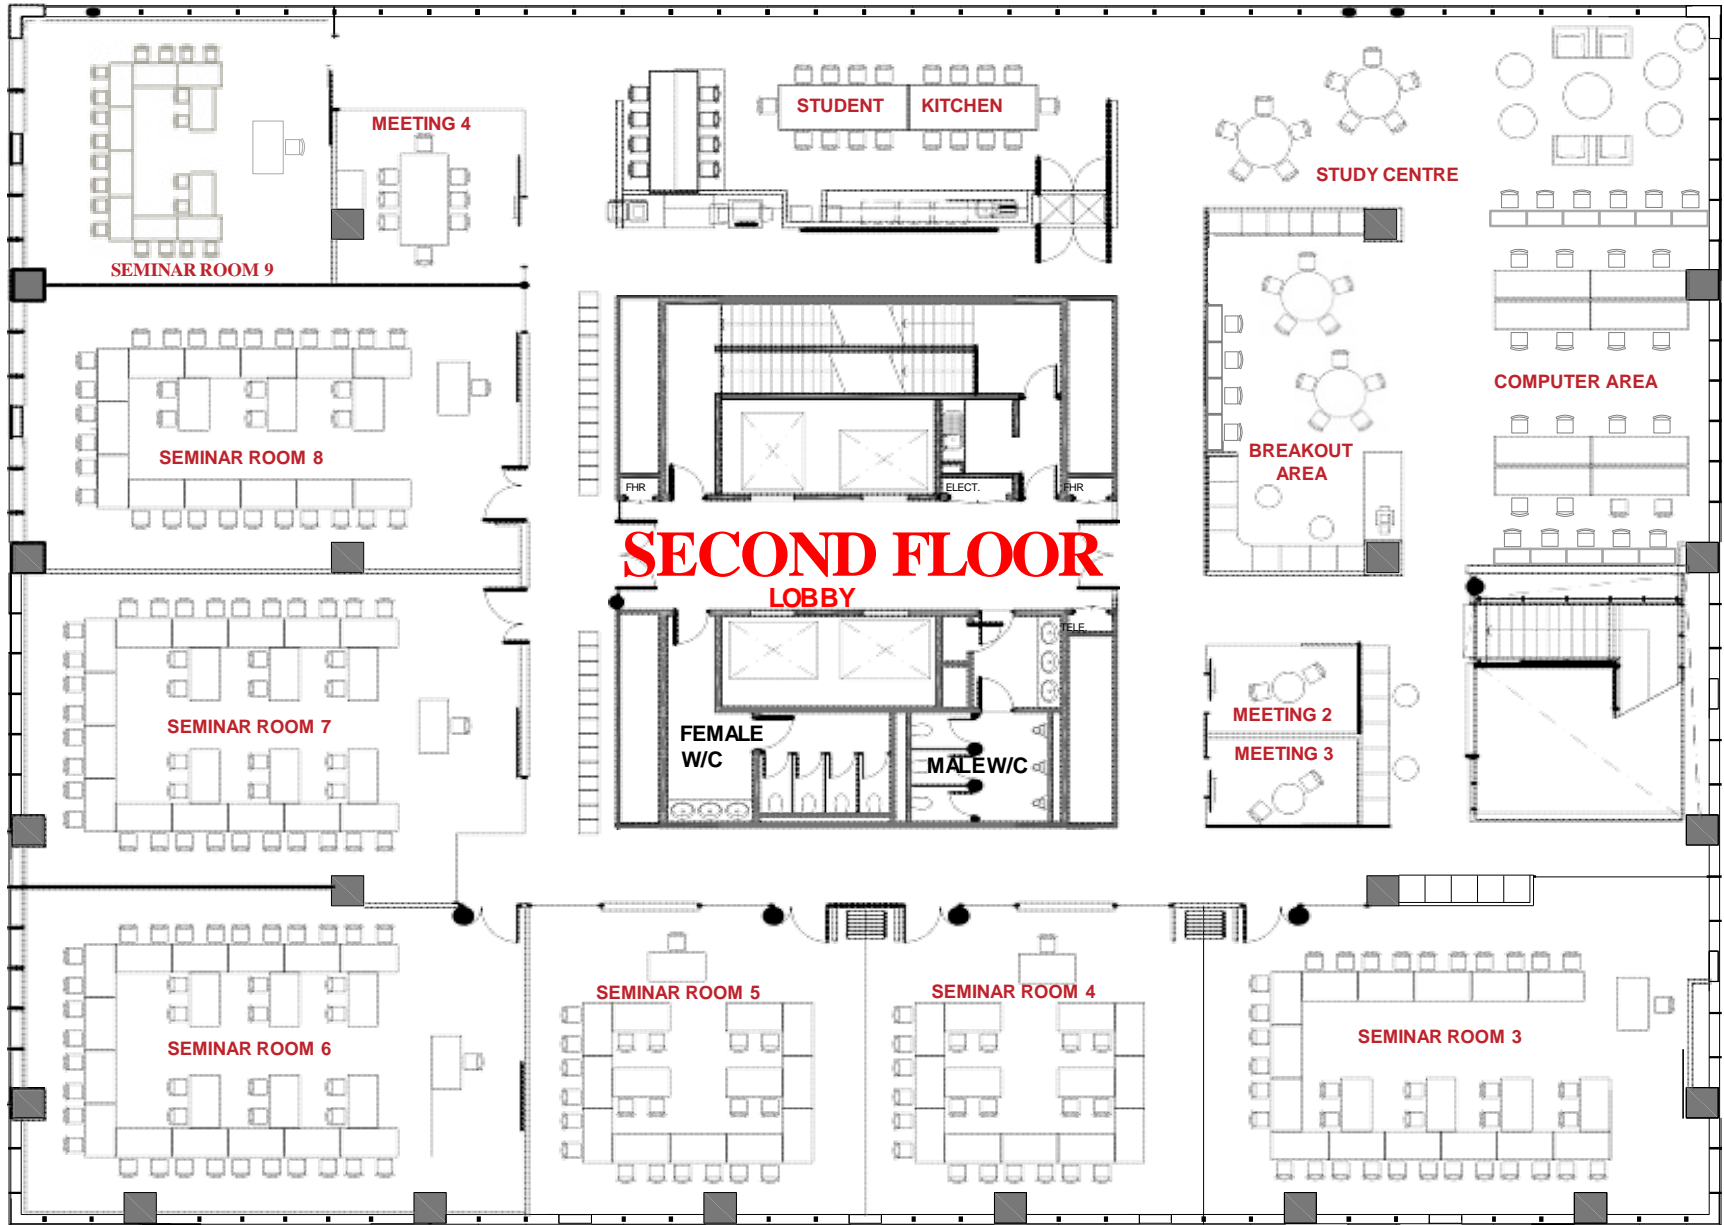 STUDENT KITCHEN
MEETING 4
STUDY CENTRE
SEMINAR ROOM 9
COMPUTER AREA
BREAKOUT
AREA
SEMINAR ROOM 8
FHR
ELECT.
FHR
SECOND FLOOR
LOBBY
TELE.
SEMINAR ROOM 7
FEMALE
W/C
MALE W/C
MEETING 2
MEETING 3
SEMINAR ROOM 6
SEMINAR ROOM 5
SEMINAR ROOM 4
SEMINAR ROOM 3